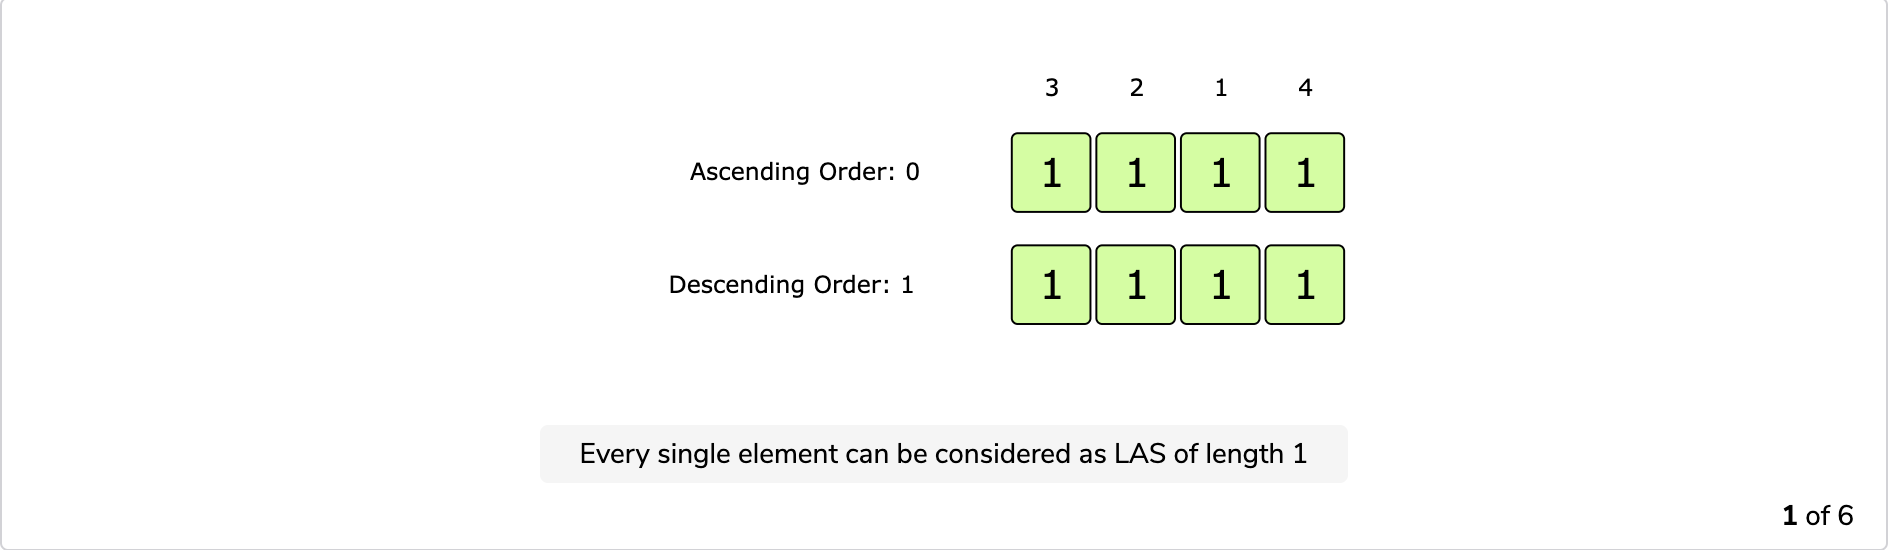 3 2 1 4
Ascending Order: 0 1 1 1 1
Descending Order: 1 1 1 1 1
Every single element can be considered as LAS of length 1
1 of 6